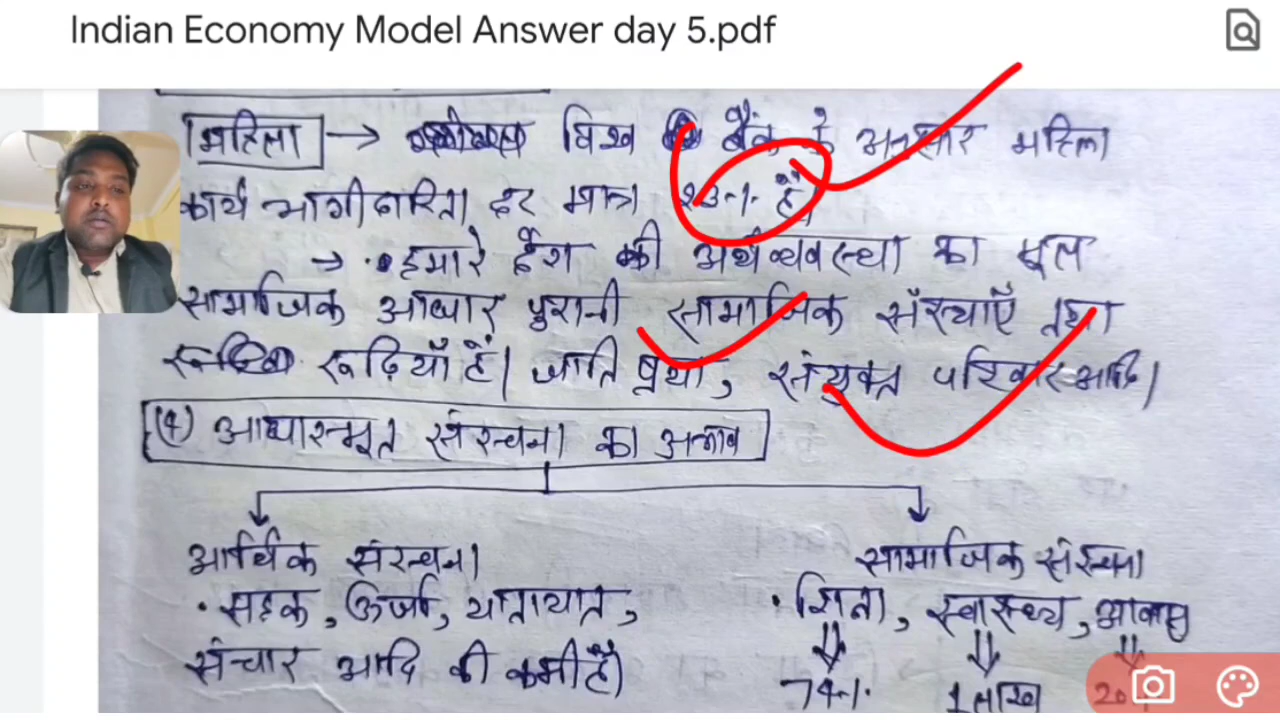 Indian Economy Model Answer day 5.pdf
महिला → विश्व बैंक के अनुसार महिला
कार्य भागीदारिता दर मात्र 23% है।
→ • हमारे देश की अर्थव्यवस्था का मूल
सामाजिक आधार पुरानी सामाजिक संस्थाएँ तथा
रूढ़ियाँ हैं। जाति प्रथा, संयुक्त परिवार आदि।
(4) आधारभूत संरचना का अभाव
आर्थिक संरचना सामाजिक संरचना
• सड़क, ऊर्जा, यातायात, • शिक्षा, स्वास्थ्य, आवास
संचार आदि की कमी है। 74% 1 लाख